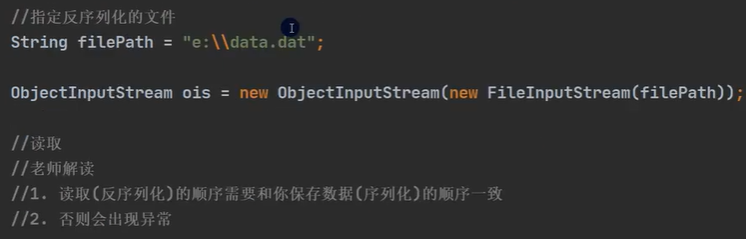 //指定反序列化的文件
String filePath = "e:\\data.dat";
ObjectInputStream ois = new ObjectInputStream(new FileInputStream(filePath));
//读取
//老师解读
//1. 读取(反序列化)的顺序需要和你保存数据(序列化)的顺序一致
//2. 否则会出现异常